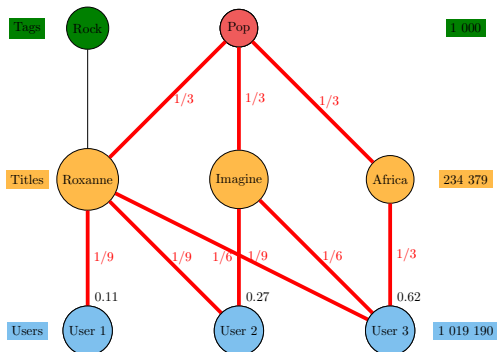 Tags Rock Pop 1 000
1/3 1/3 1/3
Titles Roxanne Imagine Africa 234 379
1/9 1/9 1/6 1/9 1/6 1/3
0.11 0.27 0.62
Users User 1 User 2 User 3 1 019 190